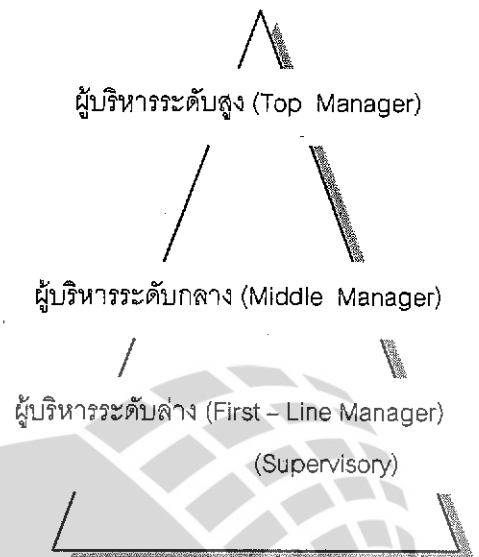 ผู้บริหารระดับสูง (Top Manager)
ผู้บริหารระดับกลาง (Middle Manager)
ผู้บริหารระดับล่าง (First – Line Manager)
(Supervisory)